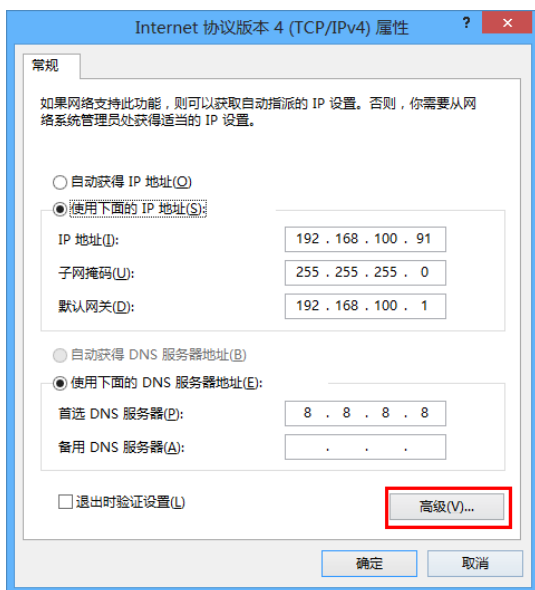 Internet 协议版本 4 (TCP/IPv4) 属性
?
×
常规
如果网络支持此功能，则可以获取自动指派的 IP 设置。否则，你需要从网
络系统管理员处获得适当的 IP 设置。
自动获得 IP 地址(O)
使用下面的 IP 地址(S):
IP 地址(I): 192 . 168 . 100 . 91
子网掩码(U): 255 . 255 . 255 . 0
默认网关(D): 192 . 168 . 100 . 1
自动获得 DNS 服务器地址(B)
使用下面的 DNS 服务器地址(E):
首选 DNS 服务器(P): 8 . 8 . 8 . 8
备用 DNS 服务器(A): . . .
退出时验证设置(L)
高级(V)...
确定 取消